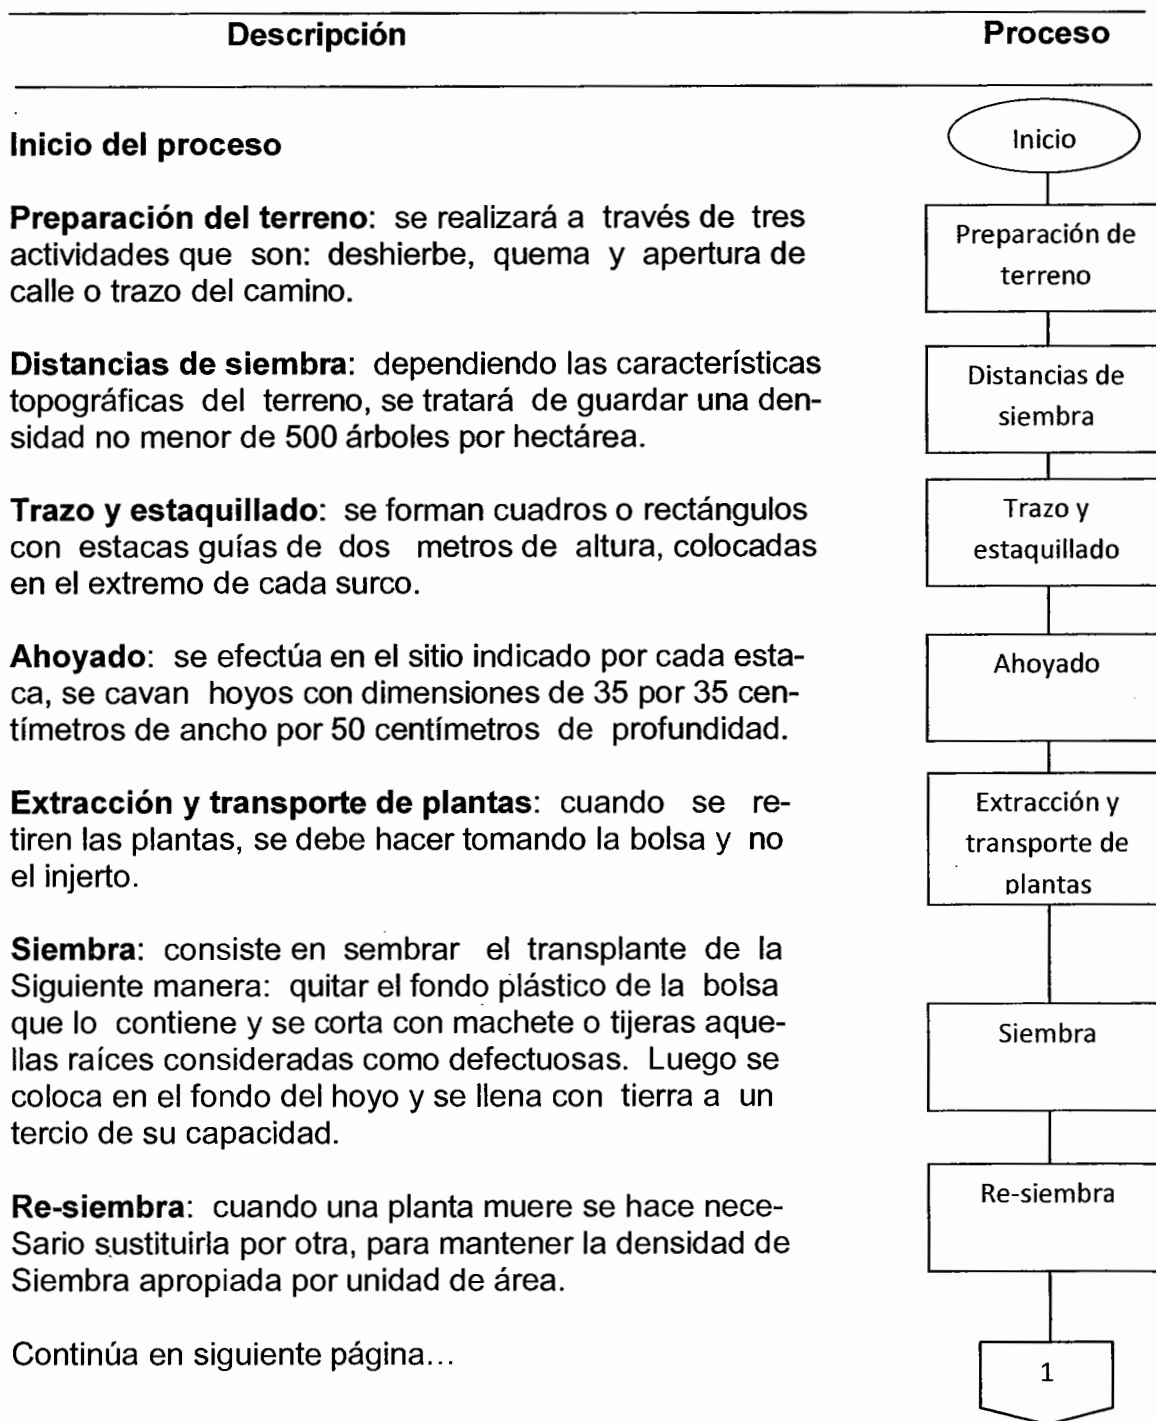 Descripción
Proceso
Inicio del proceso
Preparación del terreno: se realizará a través de tres
actividades que son: deshierbe, quema y apertura de
calle o trazo del camino.
Distancias de siembra: dependiendo las características
topográficas del terreno, se tratará de guardar una den-
sidad no menor de 500 árboles por hectárea.
Trazo y estaquillado: se forman cuadros o rectángulos
con estacas guías de dos metros de altura, colocadas
en el extremo de cada surco.
Ahoyado: se efectúa en el sitio indicado por cada esta-
ca, se cavan hoyos con dimensiones de 35 por 35 cen-
tímetros de ancho por 50 centímetros de profundidad.
Extracción y transporte de plantas: cuando se re-
tiren las plantas, se debe hacer tomando la bolsa y no
el injerto.
Siembra: consiste en sembrar el transplante de la
Siguiente manera: quitar el fondo plástico de la bolsa
que lo contiene y se corta con machete o tijeras aque-
llas raíces consideradas como defectuosas. Luego se
coloca en el fondo del hoyo y se llena con tierra a un
tercio de su capacidad.
Re-siembra: cuando una planta muere se hace nece-
Sario sustituirla por otra, para mantener la densidad de
Siembra apropiada por unidad de área.
Continúa en siguiente página...
Inicio
Preparación de
terreno
Distancias de
siembra
Trazo y
estaquillado
Ahoyado
Extracción y
transporte de
plantas
Siembra
Re-siembra
1